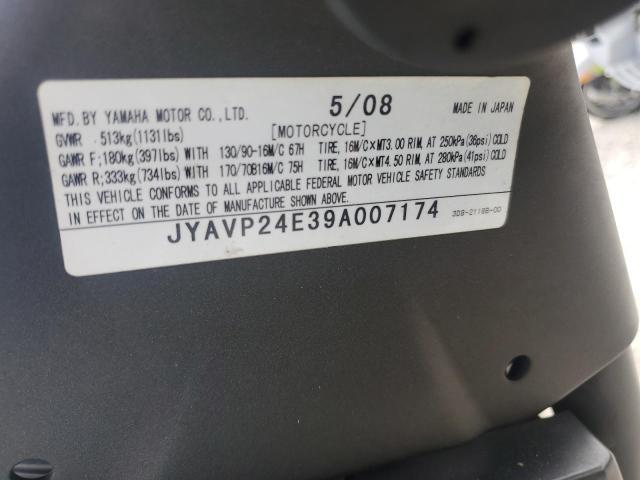 MFD. BY YAMAHA MOTOR CO., LTD. 5/08 MADE IN JAPAN
GVWR 513kg(1131lbs) [MOTORCYCLE]
GAWR F;180kg(397lbs) WITH 130/90-16M/C 67H TIRE, 16M/C×MT3.00 RIM, AT 250kPa(36psi)COLD
GAWR R;333kg(734lbs) WITH 170/70B16M/C 75H TIRE, 16M/C×MT4.50 RIM, AT 280kPa(41psi)COLD
THIS VEHICLE CONFORMS TO ALL APPLICABLE FEDERAL MOTOR VEHICLE SAFETY STANDARDS
IN EFFECT ON THE DATE OF MANUFACTURE SHOWN ABOVE.
JYAVP24E39A007174 3D8-2118B-00